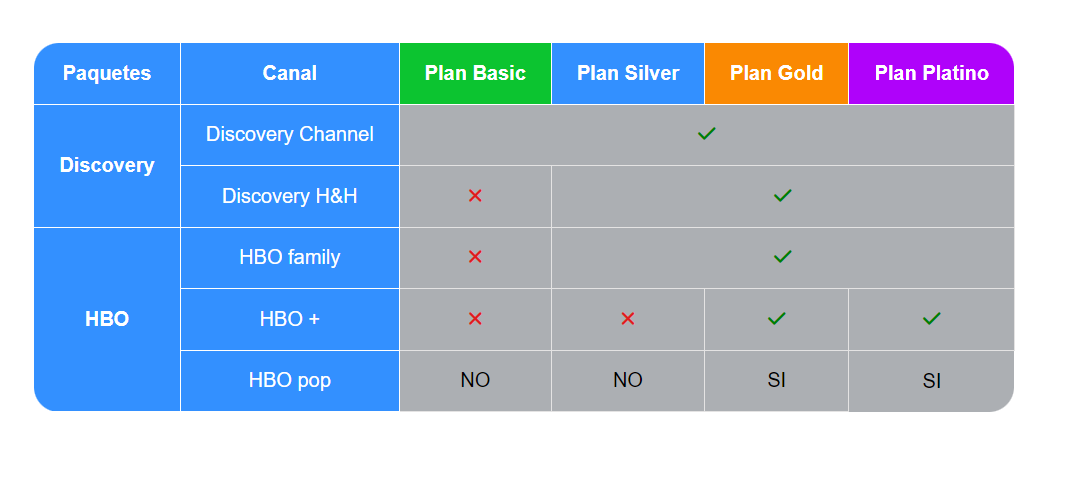 Paquetes Canal Plan Basic Plan Silver Plan Gold Plan Platino
Discovery Discovery Channel ✓
Discovery H&H ✕ ✓
HBO HBO family ✕ ✓
HBO + ✕ ✕ ✓ ✓
HBO pop NO NO SI SI